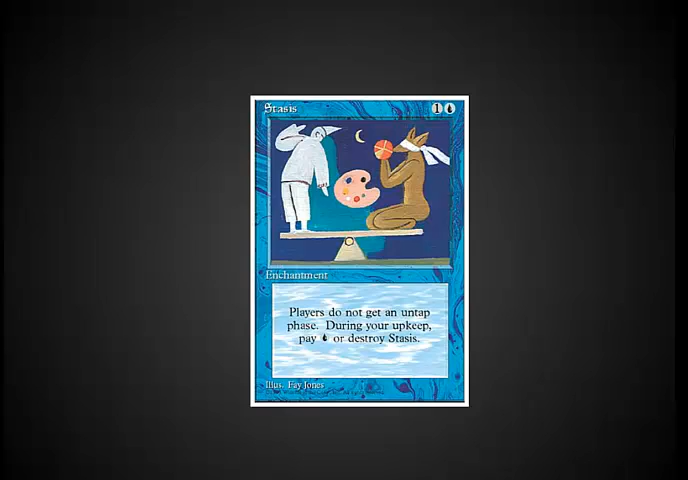 Stasis
1
Enchantment
Players do not get an untap
phase. During your upkeep,
pay or destroy Stasis.
Illus. Fay Jones